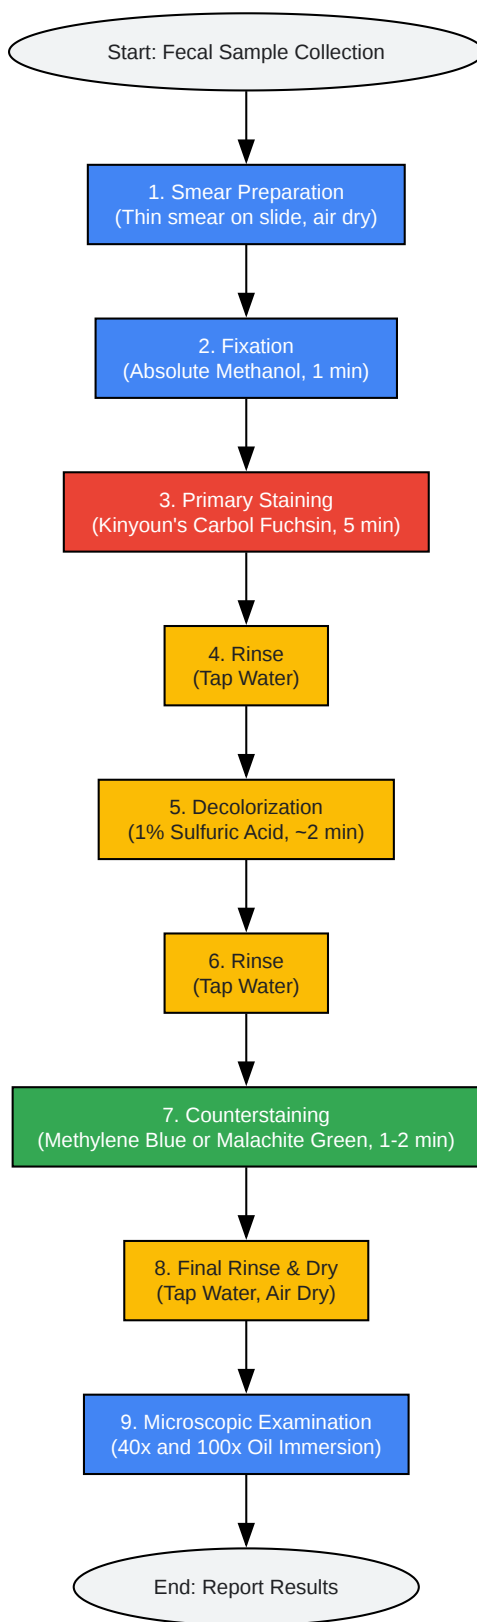 Start: Fecal Sample Collection
1. Smear Preparation
(Thin smear on slide, air dry)
2. Fixation
(Absolute Methanol, 1 min)
3. Primary Staining
(Kinyoun's Carbol Fuchsin, 5 min)
4. Rinse
(Tap Water)
5. Decolorization
(1% Sulfuric Acid, ~2 min)
6. Rinse
(Tap Water)
7. Counterstaining
(Methylene Blue or Malachite Green, 1-2 min)
8. Final Rinse & Dry
(Tap Water, Air Dry)
9. Microscopic Examination
(40x and 100x Oil Immersion)
End: Report Results